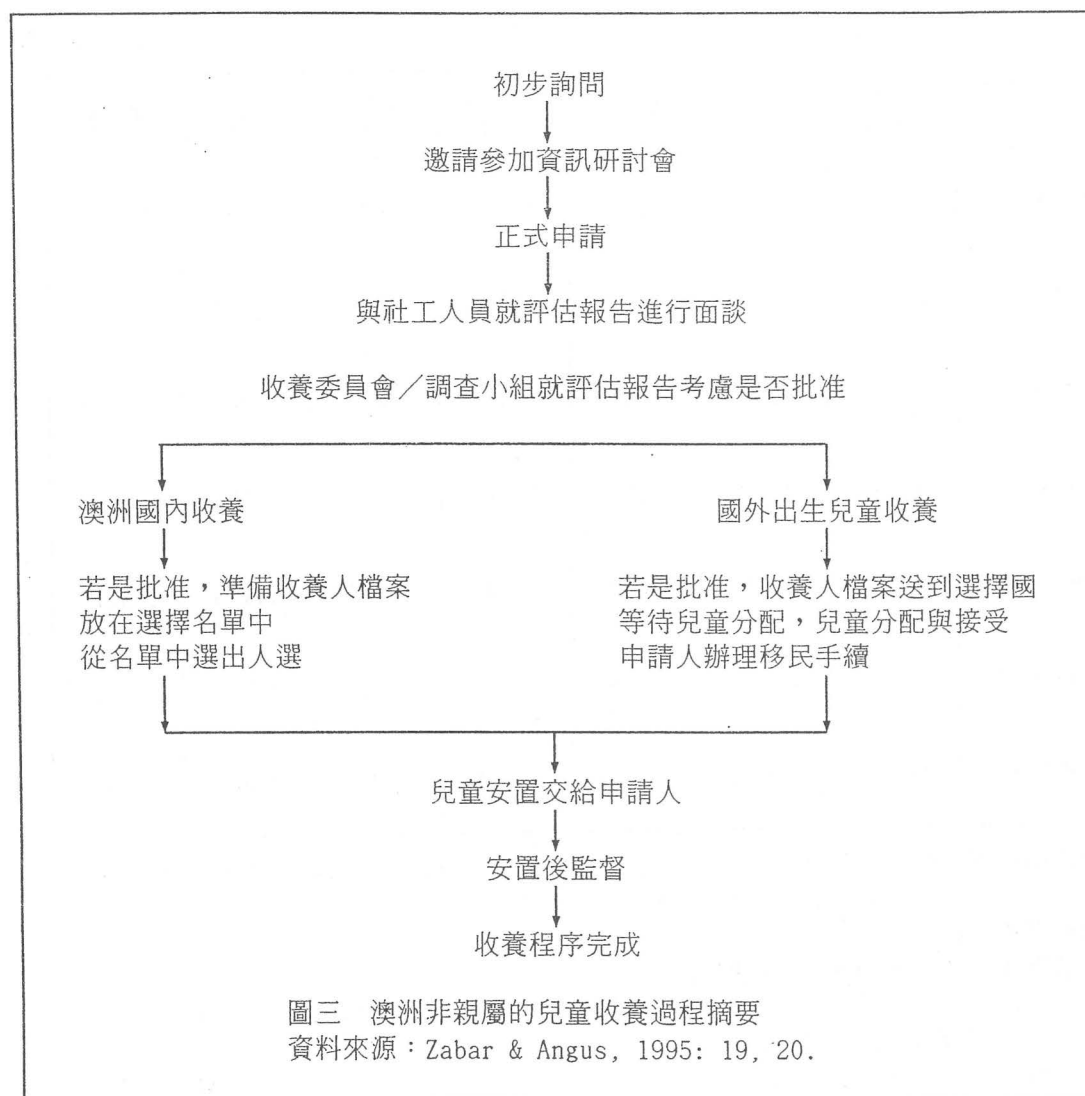 初步詢問
邀請參加資訊研討會
正式申請
與社工人員就評估報告進行面談
收養委員會／調查小組就評估報告考慮是否批准
澳洲國內收養
若是批准，準備收養人檔案
放在選擇名單中
從名單中選出人選
國外出生兒童收養
若是批准，收養人檔案送到選擇國
等待兒童分配，兒童分配與接受
申請人辦理移民手續
兒童安置交給申請人
安置後監督
收養程序完成
圖三　澳洲非親屬的兒童收養過程摘要
資料來源：Zabar & Angus, 1995: 19, 20.